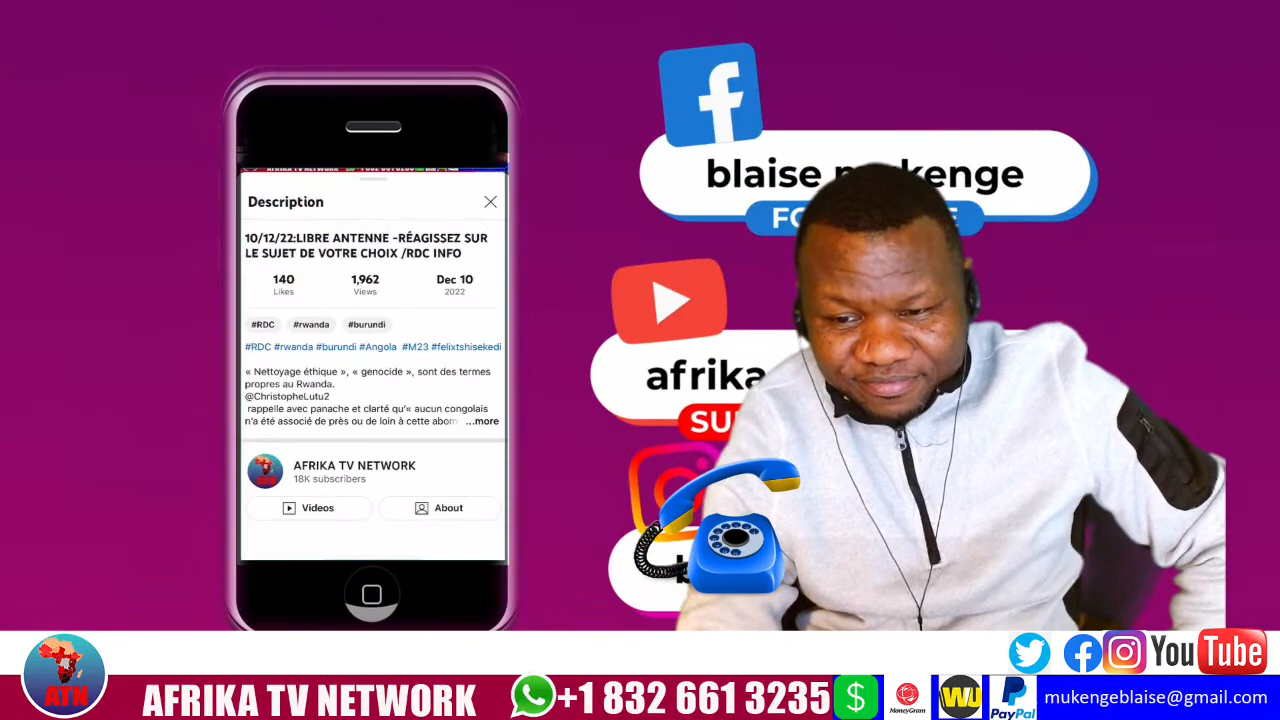 AFRIKA TV NETWORK
Description
10/12/22:LIBRE ANTENNE -RÉAGISSEZ SUR
LE SUJET DE VOTRE CHOIX /RDC INFO
140
Likes
1,962
Views
Dec 10
2022
#RDC
#rwanda
#burundi
#RDC #rwanda #burundi #Angola #M23 #felixtshisekedi
« Nettoyage éthique », « genocide », sont des termes
propres au Rwanda.
@ChristopheLutu2
rappelle avec panache et clarté qu'« aucun congolais
n'a été associé de près ou de loin à cette abom ...more
AFRIKA TV NETWORK
18K subscribers
Videos
About
blaise
afrika
ATN
AFRIKA TV NETWORK
+1 832 661 3235
$
MoneyGram
WU
PayPal
YouTube
mukengeblaise@gmail.com